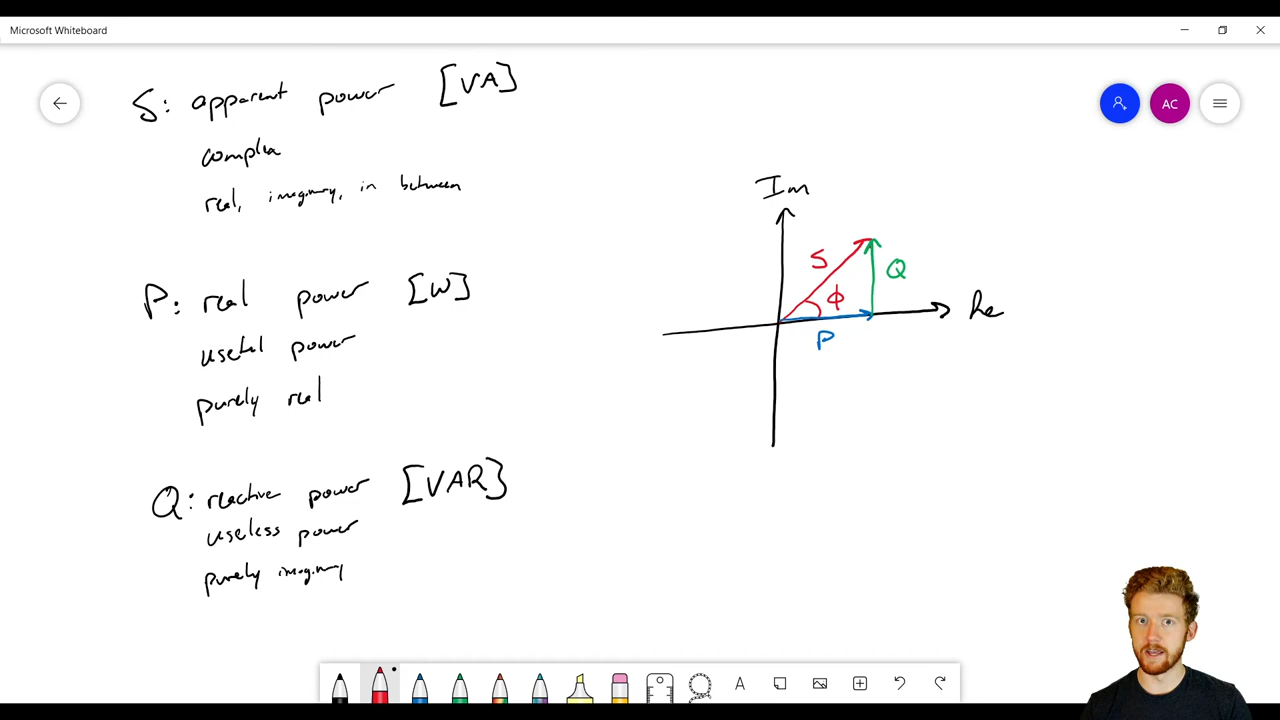 Microsoft Whiteboard
AC
S: apparent power [VA]
complex
real, imaginary, in between
P: real power [W]
useful power
purely real
Q: reactive power [VAR]
useless power
purely imaginary
Im
S
Q
ϕ
Re
P
A